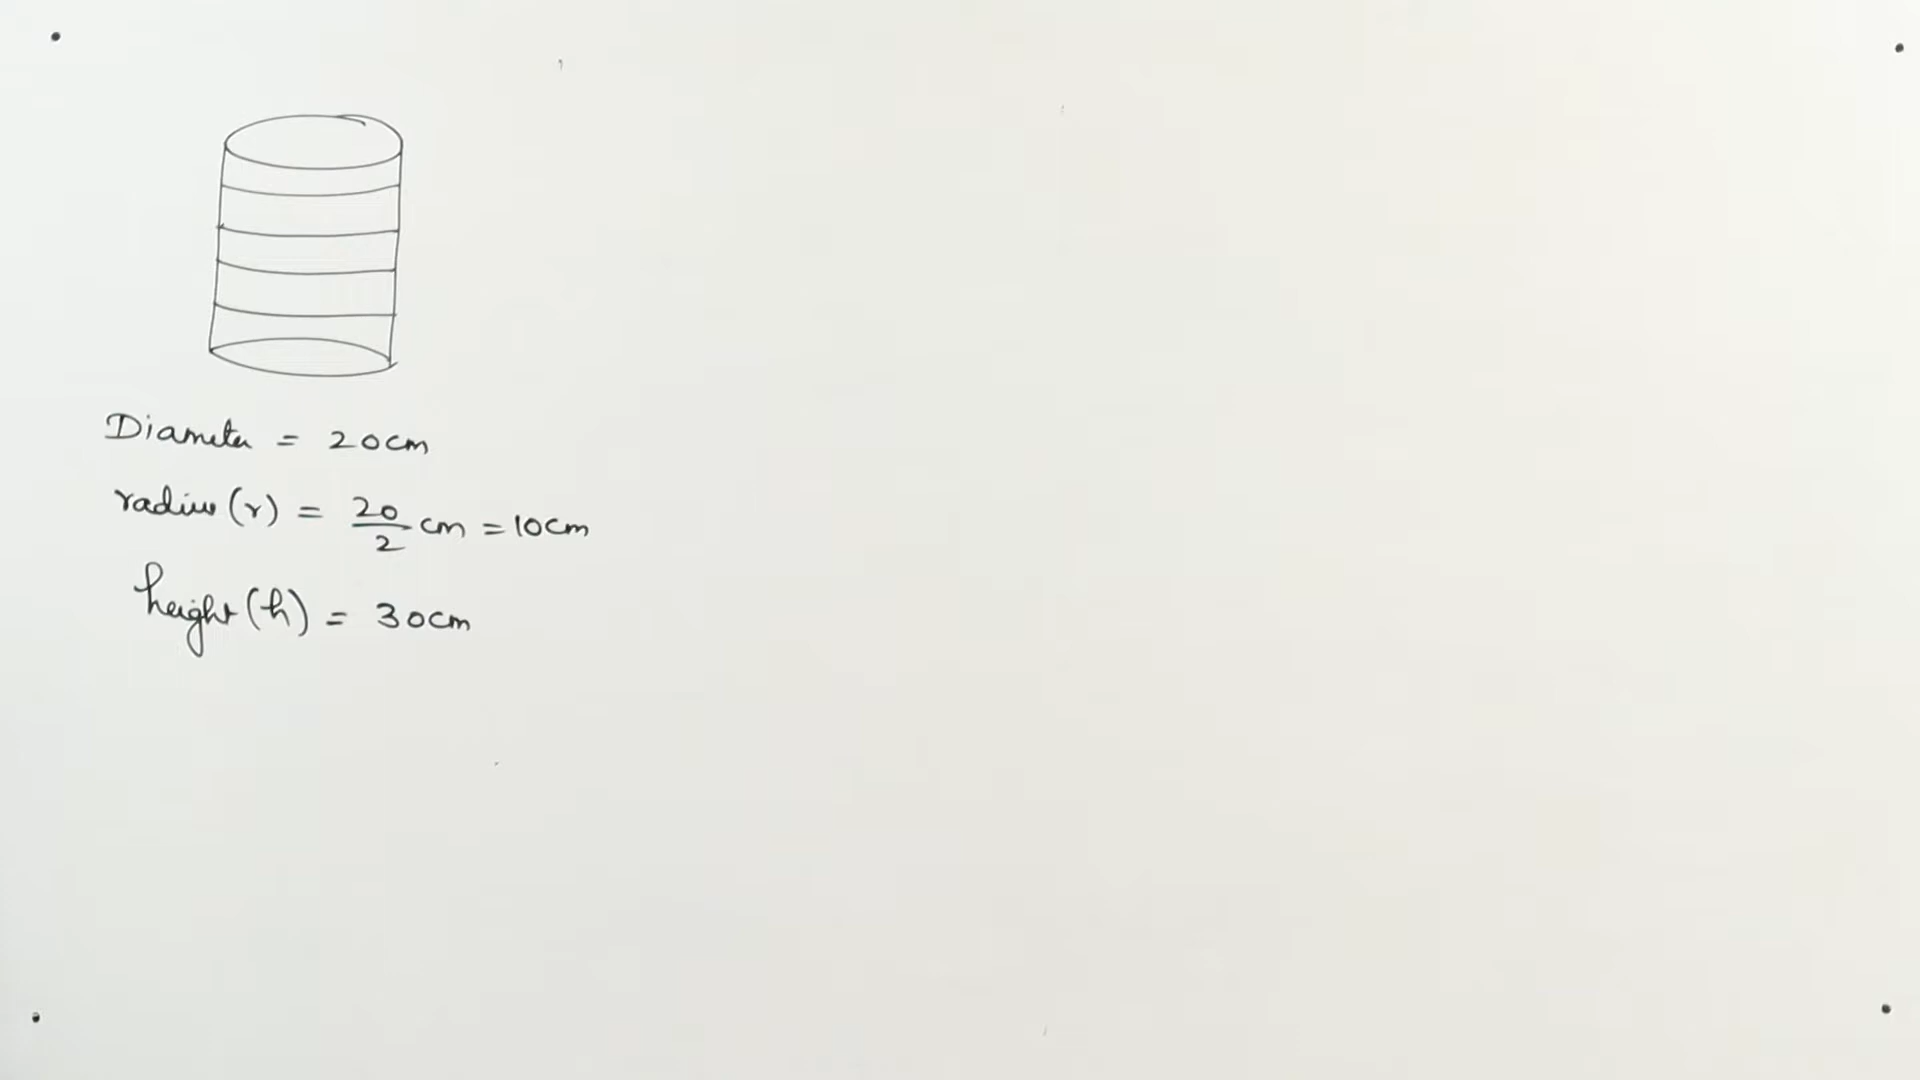 Diameter = 20cm
radius (r) = 20/2 cm = 10cm
height (h) = 30cm